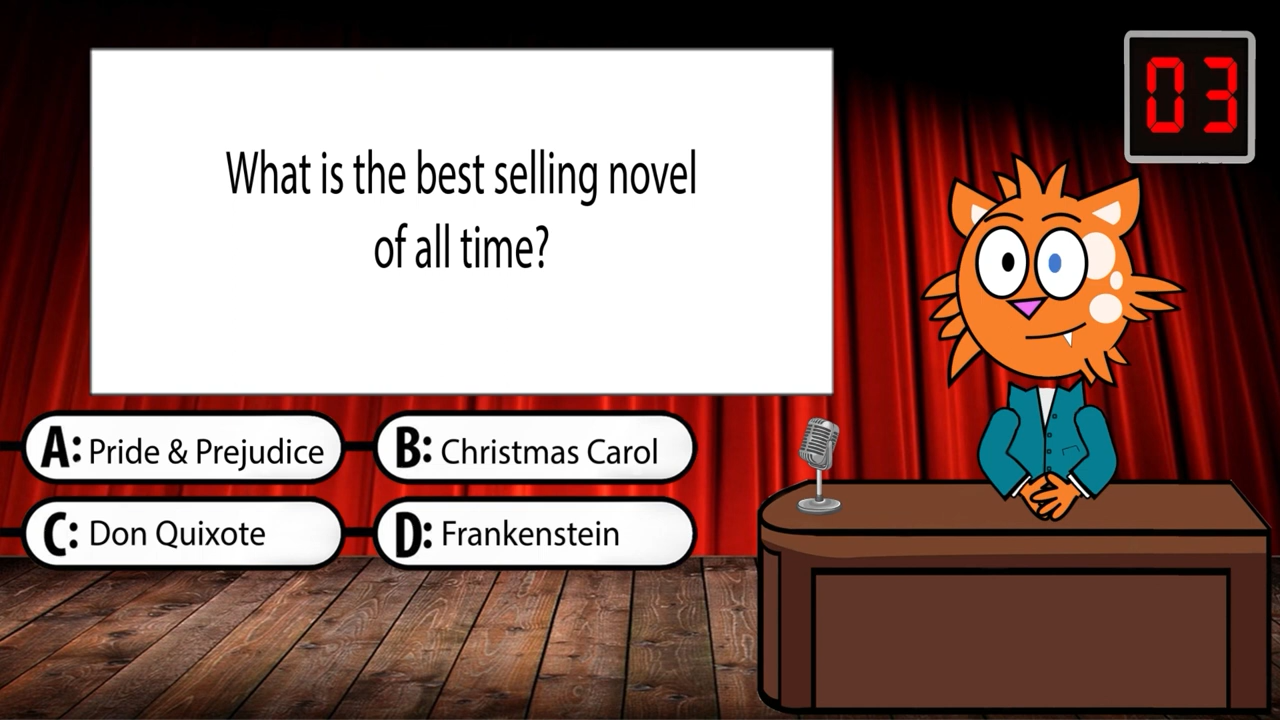 03
What is the best selling novel
of all time?
A: Pride & Prejudice
B: Christmas Carol
C: Don Quixote
D: Frankenstein